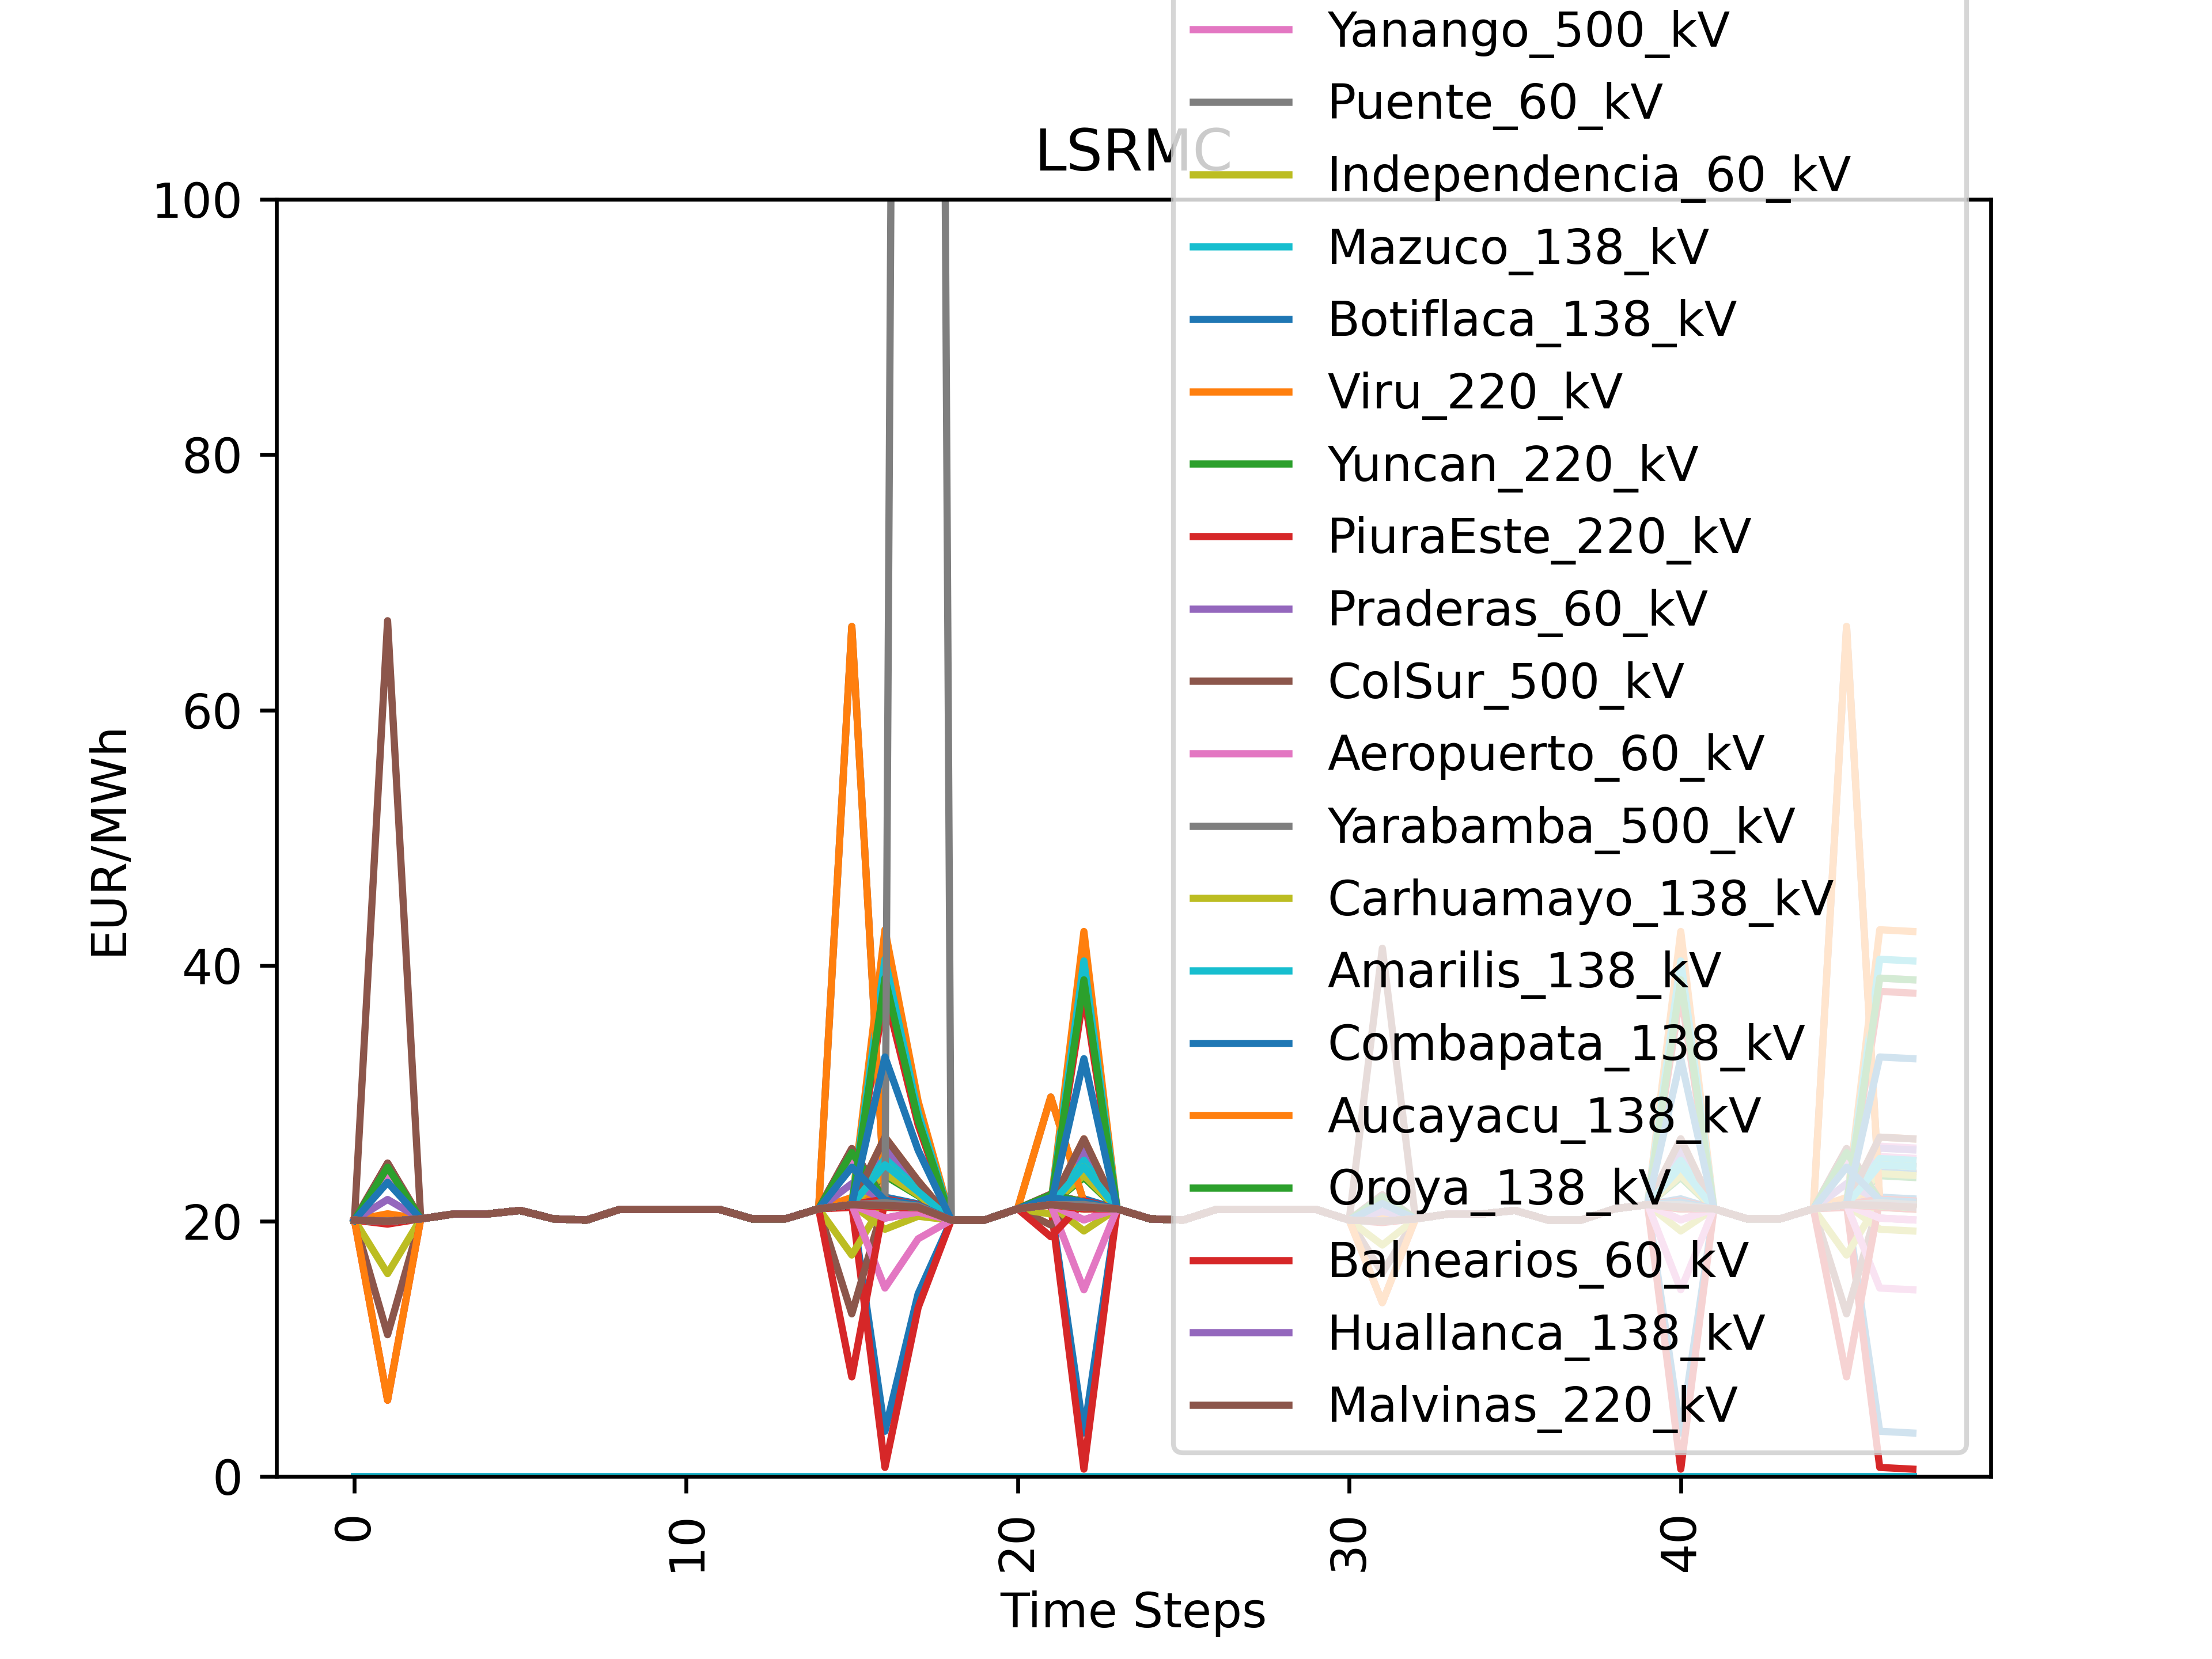 Yanango_500_kV
Puente_60_kV
LSRMC
Independencia_60_kV
Mazuco_138_kV
Botiflaca_138_kV
Viru_220_kV
Yuncan_220_kV
PiuraEste_220_kV
Praderas_60_kV
ColSur_500_kV
Aeropuerto_60_kV
Yarabamba_500_kV
Carhuamayo_138_kV
Amarilis_138_kV
Combapata_138_kV
Aucayacu_138_kV
Oroya_138_kV
Balnearios_60_kV
Huallanca_138_kV
Malvinas_220_kV
100
80
60
40
20
0
EUR/MWh
0
10
20
30
40
Time Steps